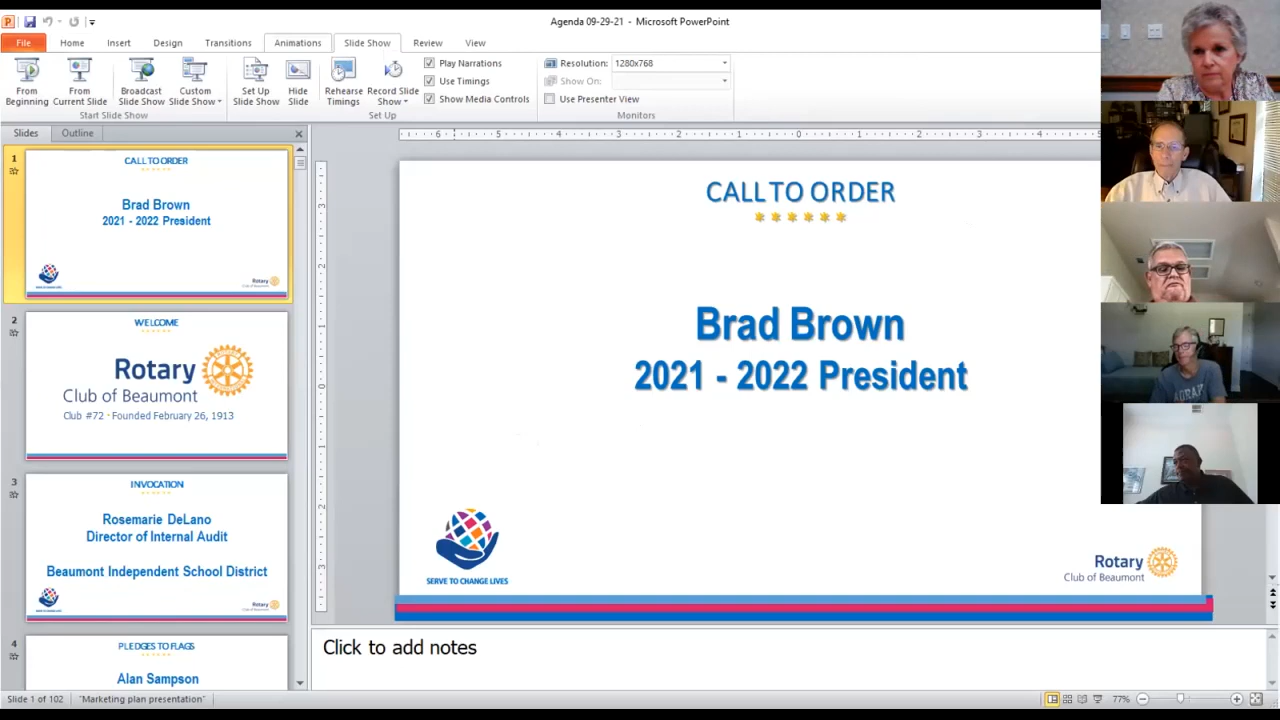 Agenda 09-29-21 - Microsoft PowerPoint
File Home Insert Design Transitions Animations Slide Show Review View
From Beginning
From Current Slide
Broadcast Slide Show
Custom Slide Show
Set Up Slide Show
Hide Slide
Rehearse Timings
Record Slide Show
Play Narrations
Use Timings
Show Media Controls
Resolution: 1280x768
Show On:
Use Presenter View
Start Slide Show
Set Up
Monitors
Slides Outline
1
CALL TO ORDER
Brad Brown
2021 - 2022 President
Rotary
2
WELCOME
Rotary
Club of Beaumont
Club #72 · Founded February 26, 1913
3
INVOCATION
Rosemarie DeLano
Director of Internal Audit
Beaumont Independent School District
4
PLEDGES TO FLAGS
Alan Sampson
CALL TO ORDER
Brad Brown
2021 - 2022 President
SERVE TO CHANGE LIVES
Rotary
Club of Beaumont
Click to add notes
Slide 1 of 102
"Marketing plan presentation"
77%